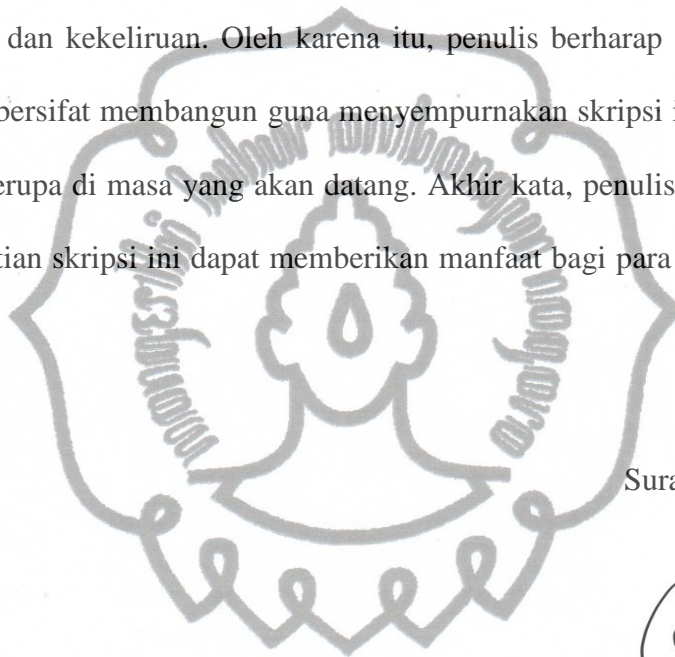 dan kekeliruan. Oleh karena itu, penulis berharap
bersifat membangun guna menyempurnakan skripsi i
erupa di masa yang akan datang. Akhir kata, penulis
tian skripsi ini dapat memberikan manfaat bagi para
Sura